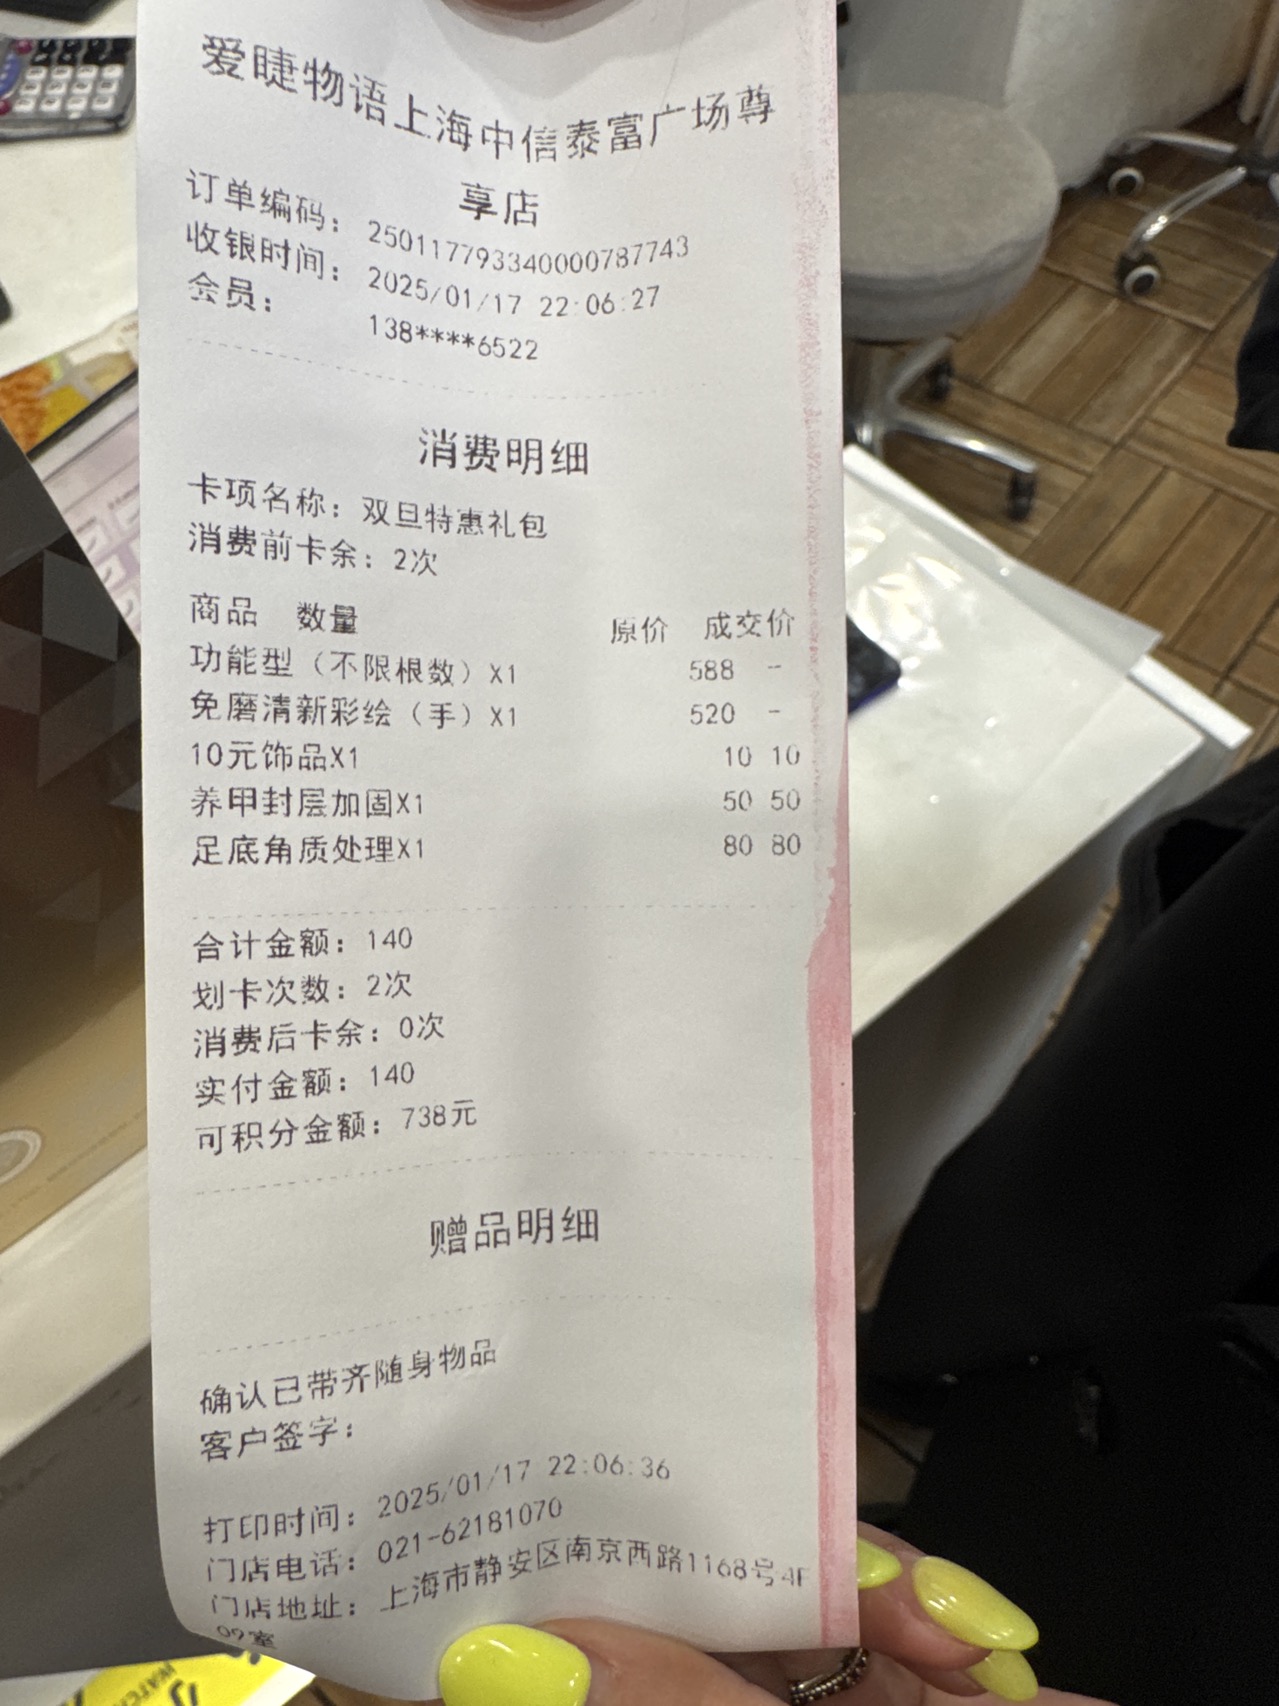 爱睫物语上海中信泰富广场尊
享店
订单编码： 250117793340000787743
收银时间： 2025/01/17 22:06:27
会员： 138****6522
消费明细
卡项名称：双旦特惠礼包
消费前卡余：2次
商品 数量 原价 成交价
功能型（不限根数）X1 588 -
免磨清新彩绘（手）X1 520 -
10元饰品X1 10 10
养甲封层加固X1 50 50
足底角质处理X1 80 80
合计金额：140
划卡次数：2次
消费后卡余：0次
实付金额：140
可积分金额：738元
赠品明细
确认已带齐随身物品
客户签字：
打印时间： 2025/01/17 22:06:36
门店电话： 021-62181070
门店地址： 上海市静安区南京西路1168号4F
02室